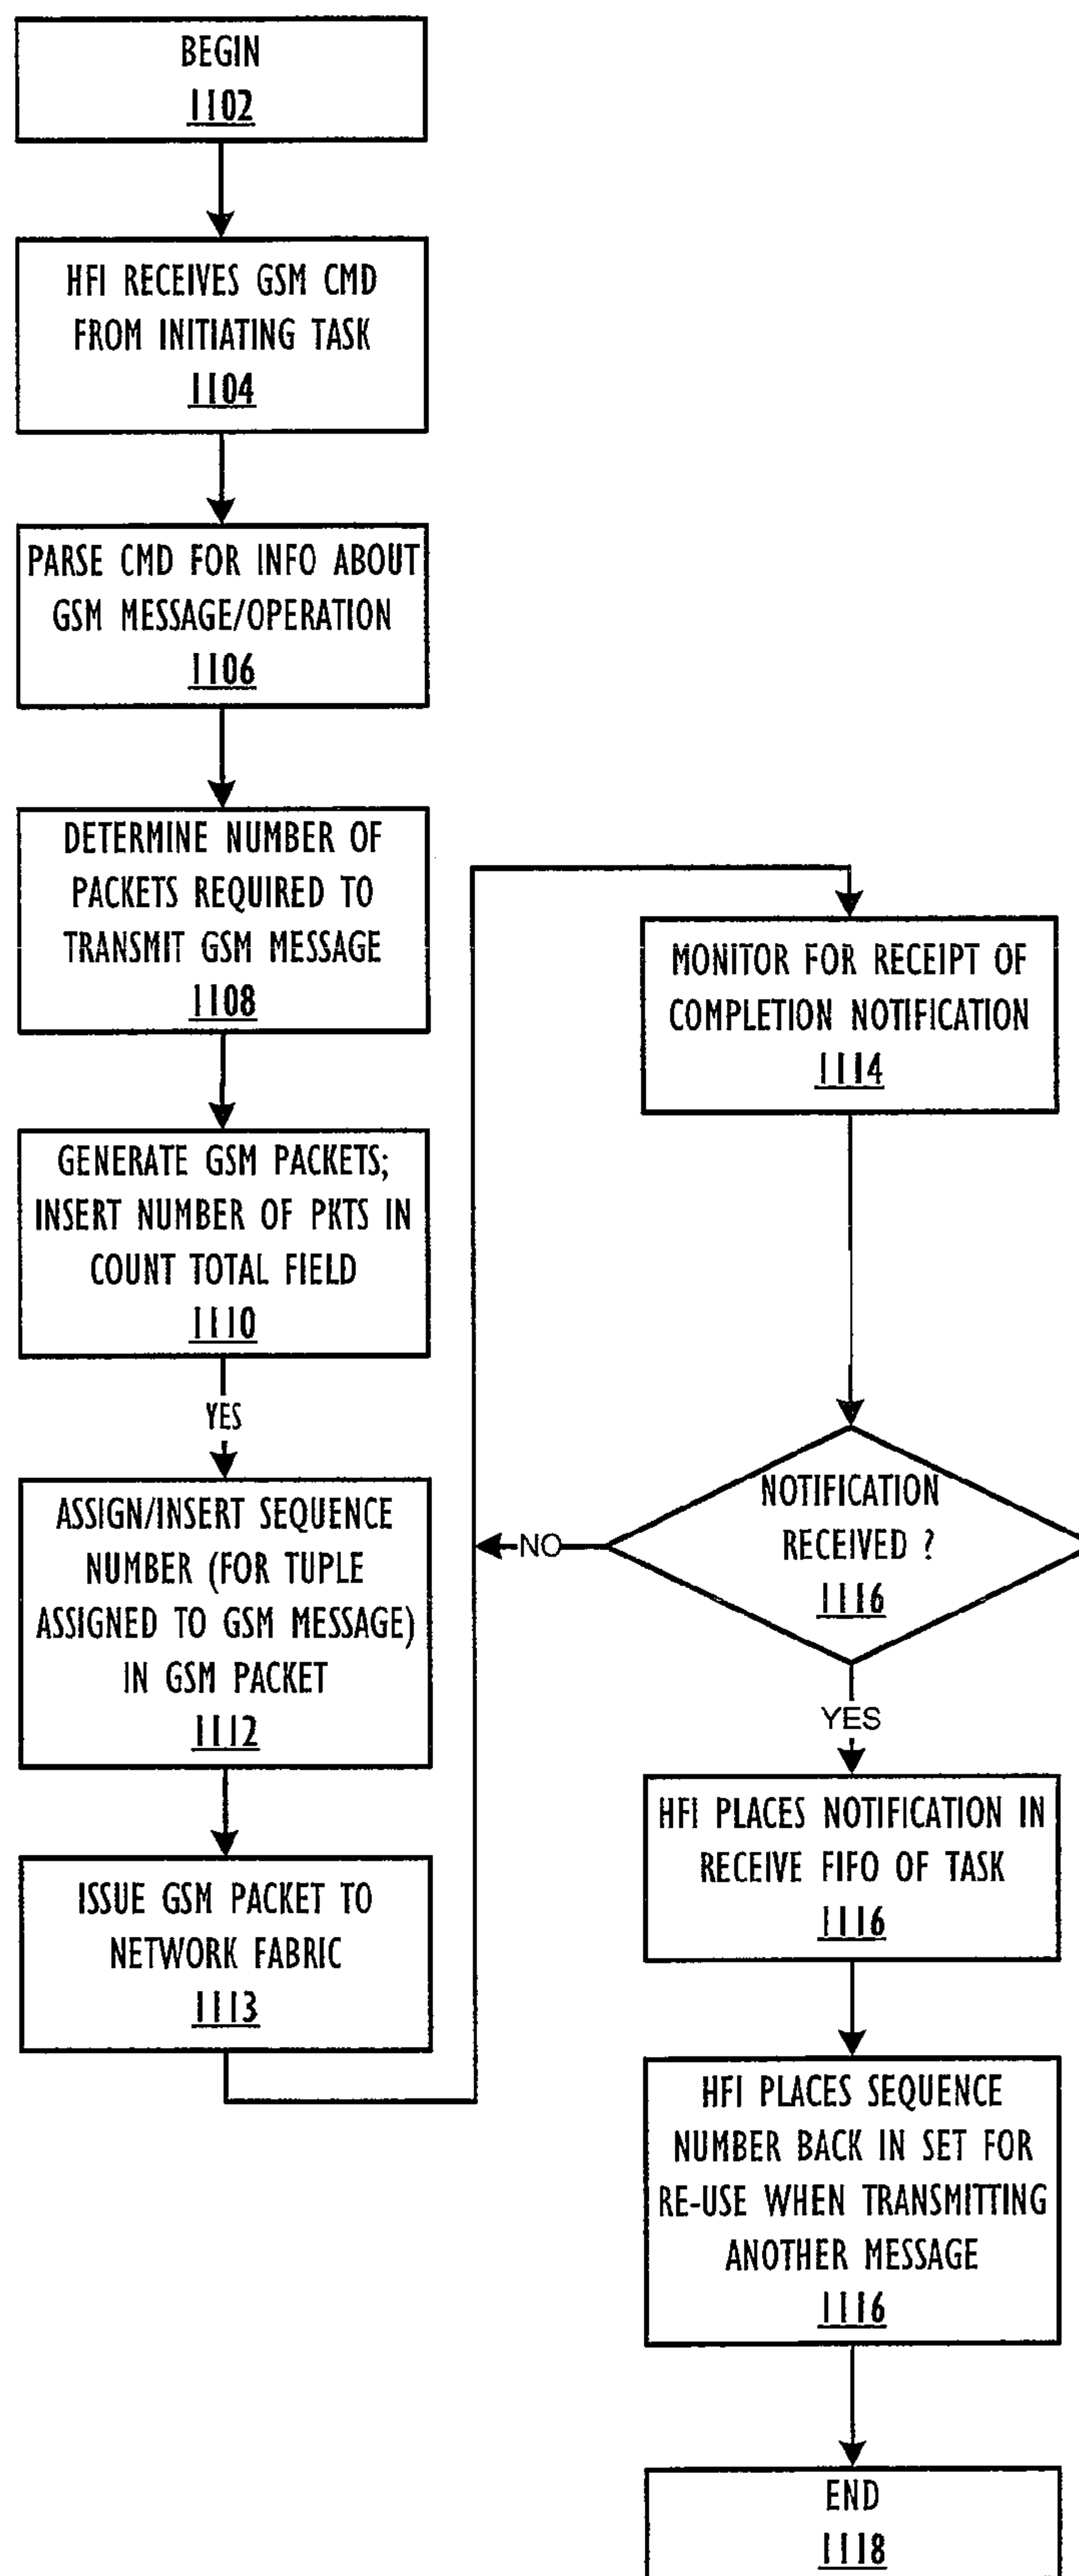 BEGIN
1102
HFI RECEIVES GSM CMD
FROM INITIATING TASK
1104
PARSE CMD FOR INFO ABOUT
GSM MESSAGE/OPERATION
1106
DETERMINE NUMBER OF
PACKETS REQUIRED TO
TRANSMIT GSM MESSAGE
1108
GENERATE GSM PACKETS;
INSERT NUMBER OF PKTS IN
COUNT TOTAL FIELD
1110
YES
ASSIGN/INSERT SEQUENCE
NUMBER (FOR TUPLE
ASSIGNED TO GSM MESSAGE)
IN GSM PACKET
1112
ISSUE GSM PACKET TO
NETWORK FABRIC
1113
MONITOR FOR RECEIPT OF
COMPLETION NOTIFICATION
1114
NOTIFICATION
RECEIVED ?
1116
NO
YES
HFI PLACES NOTIFICATION IN
RECEIVE FIFO OF TASK
1116
HFI PLACES SEQUENCE
NUMBER BACK IN SET FOR
RE-USE WHEN TRANSMITTING
ANOTHER MESSAGE
1116
END
1118